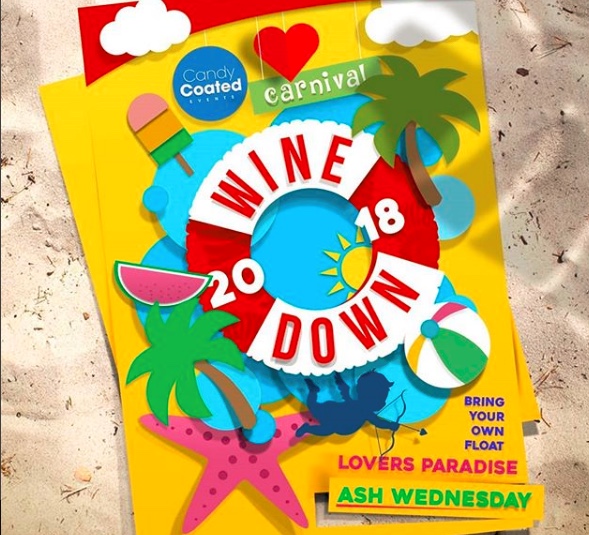 Candy
Coated
EVENTS
carnival
WINE
20 18
DOWN
BRING
YOUR
OWN
FLOAT
LOVERS PARADISE
ASH WEDNESDAY